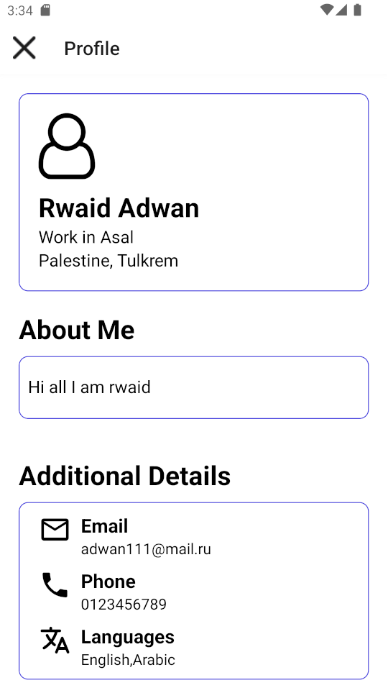 3:34
Profile
Rwaid Adwan
Work in Asal
Palestine, Tulkrem
About Me
Hi all I am rwaid
Additional Details
Email
adwan111@mail.ru
Phone
0123456789
Languages
English,Arabic